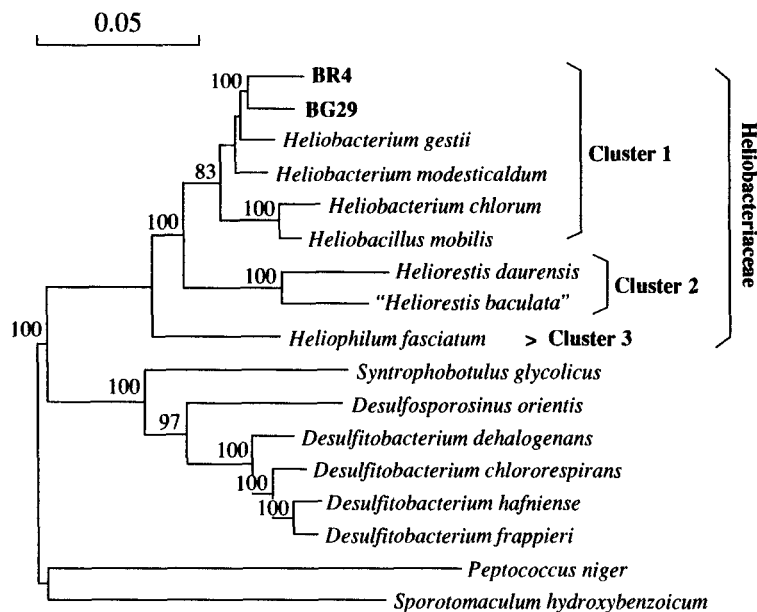 0.05
100
BR4
BG29
Heliobacterium gestii
Heliobacterium modesticaldum
83
Heliobacterium chlorum
100
Heliobacillus mobilis
Cluster 1
100
Heliorestis daurensis
100
"Heliorestis baculata"
Cluster 2
Heliobacteriaceae
Heliophilum fasciatum > Cluster 3
100
Syntrophobotulus glycolicus
100
Desulfosporosinus orientis
97
Desulfitobacterium dehalogenans
100
Desulfitobacterium chlororespirans
100
Desulfitobacterium hafniense
100
Desulfitobacterium frappieri
Peptococcus niger
Sporotomaculum hydroxybenzoicum